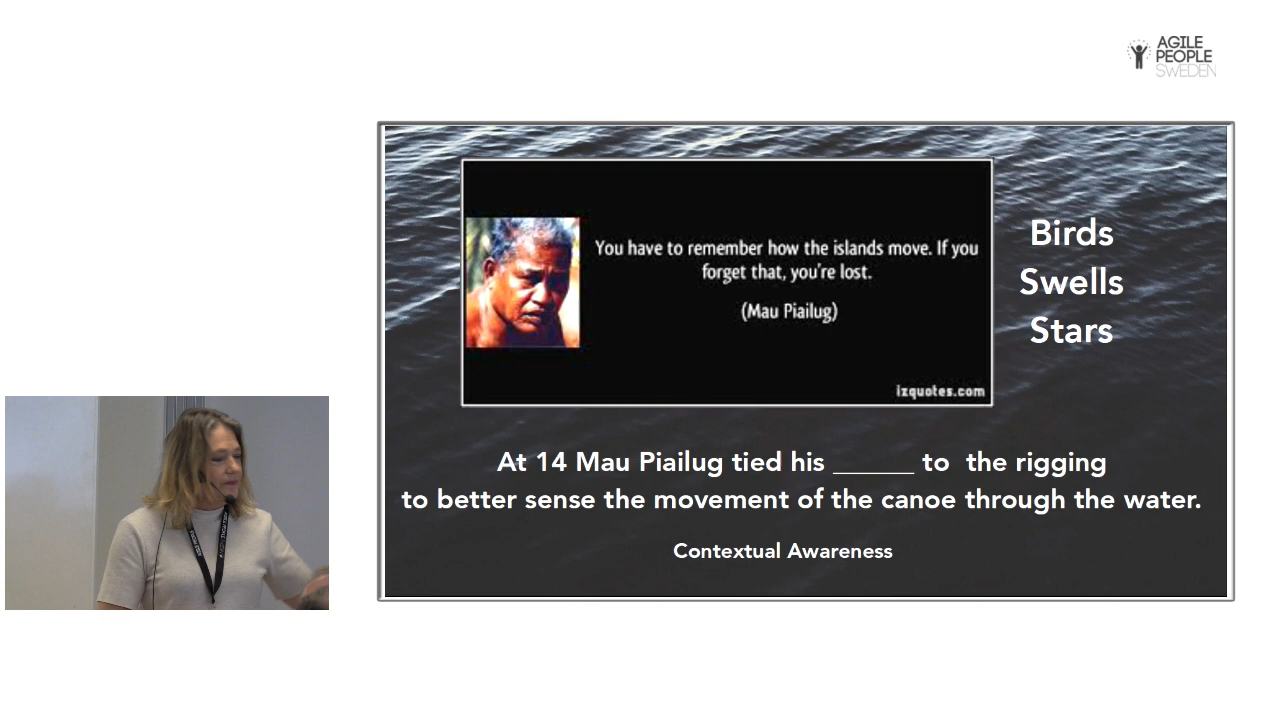 AGILE
PEOPLE
SWEDEN
You have to remember how the islands move. If you
forget that, you're lost.
(Mau Piailug)
izquotes.com
Birds
Swells
Stars
At 14 Mau Piailug tied his ______ to the rigging
to better sense the movement of the canoe through the water.
Contextual Awareness